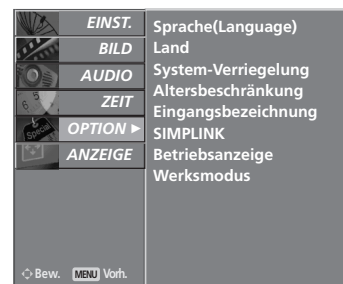 EINST.
BILD
AUDIO
ZEIT
OPTION ►
ANZEIGE
Sprache(Language)
Land
System-Verriegelung
Altersbeschränkung
Eingangsbezeichnung
SIMPLINK
Betriebsanzeige
Werksmodus
Bew. MENU Vorh.